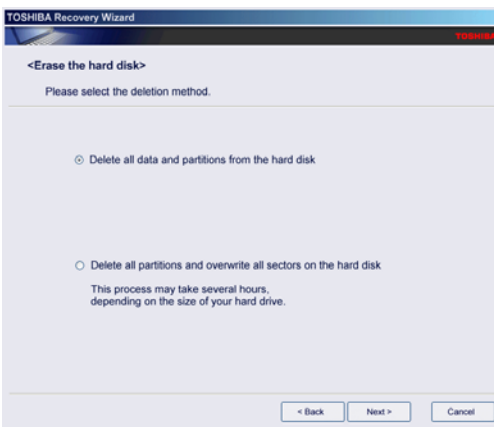 TOSHIBA Recovery Wizard
TOSHIBA
<Erase the hard disk>
Please select the deletion method.
Delete all data and partitions from the hard disk
Delete all partitions and overwrite all sectors on the hard disk
This process may take several hours,
depending on the size of your hard drive.
< Back Next > Cancel